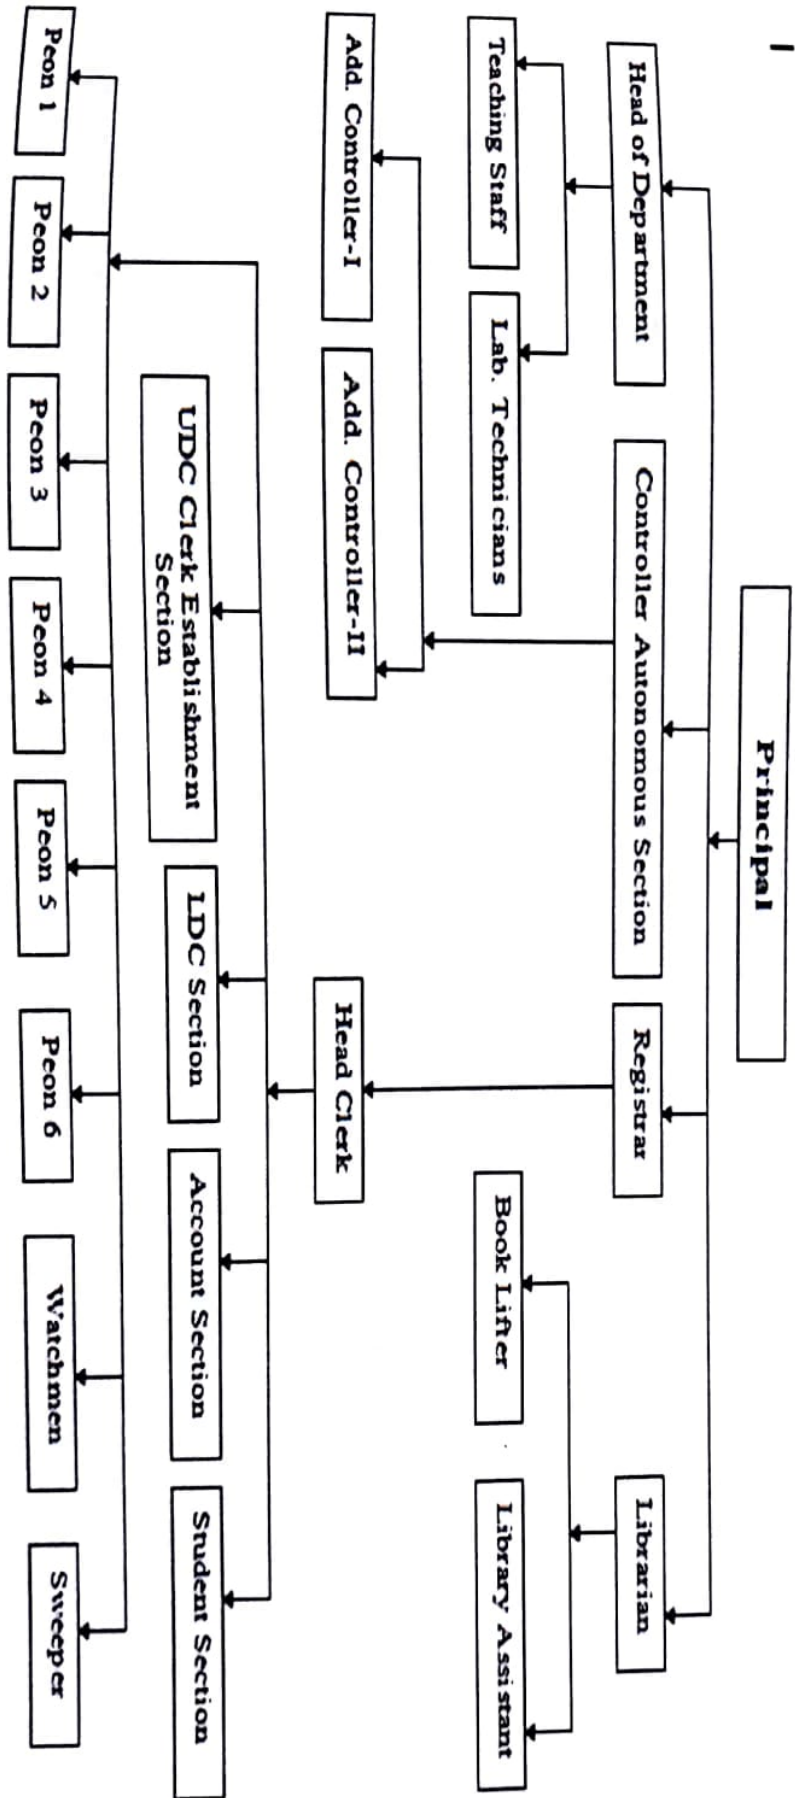 Principal
Head of Department
Controller Autonomous Section
Registrar
Librarian
Teaching Staff
Lab. Technicians
Book Lifter
Library Assistant
Add. Controller-I
Add. Controller-II
Head Clerk
UDC Clerk Establishment
Section
LDC Section
Account Section
Student Section
Peon 1
Peon 2
Peon 3
Peon 4
Peon 5
Peon 6
Watchmen
Sweeper